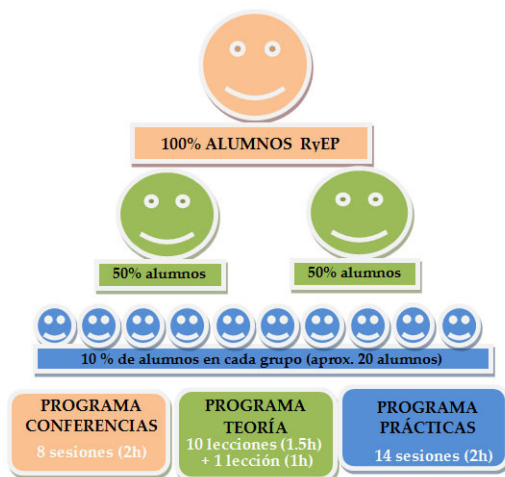 100% ALUMNOS RyEP
50% alumnos
50% alumnos
10 % de alumnos en cada grupo (aprox. 20 alumnos)
PROGRAMA
CONFERENCIAS
8 sesiones (2h)
PROGRAMA
TEORÍA
10 lecciones (1.5h)
+ 1 lección (1h)
PROGRAMA
PRÁCTICAS
14 sesiones (2h)